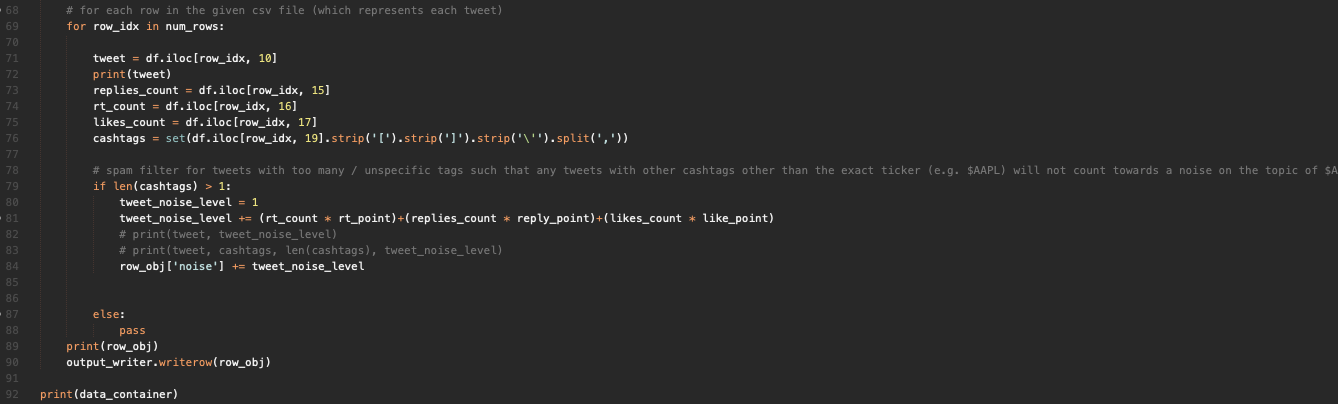 68 # for each row in the given csv file (which represents each tweet)
69 for row_idx in num_rows:
70
71 tweet = df.iloc[row_idx, 10]
72 print(tweet)
73 replies_count = df.iloc[row_idx, 15]
74 rt_count = df.iloc[row_idx, 16]
75 likes_count = df.iloc[row_idx, 17]
76 cashtags = set(df.iloc[row_idx, 19].strip('[').strip(']').strip('\'').split(','))
77
78 # spam filter for tweets with too many / unspecific tags such that any tweets with other cashtags other than the exact ticker (e.g. $AAPL) will not count towards a noise on the topic of $A
79 if len(cashtags) > 1:
80 tweet_noise_level = 1
81 tweet_noise_level += (rt_count * rt_point)+(replies_count * reply_point)+(likes_count * like_point)
82 # print(tweet, tweet_noise_level)
83 # print(tweet, cashtags, len(cashtags), tweet_noise_level)
84 row_obj['noise'] += tweet_noise_level
85
86
87 else:
88 pass
89 print(row_obj)
90 output_writer.writerow(row_obj)
91
92 print(data_container)